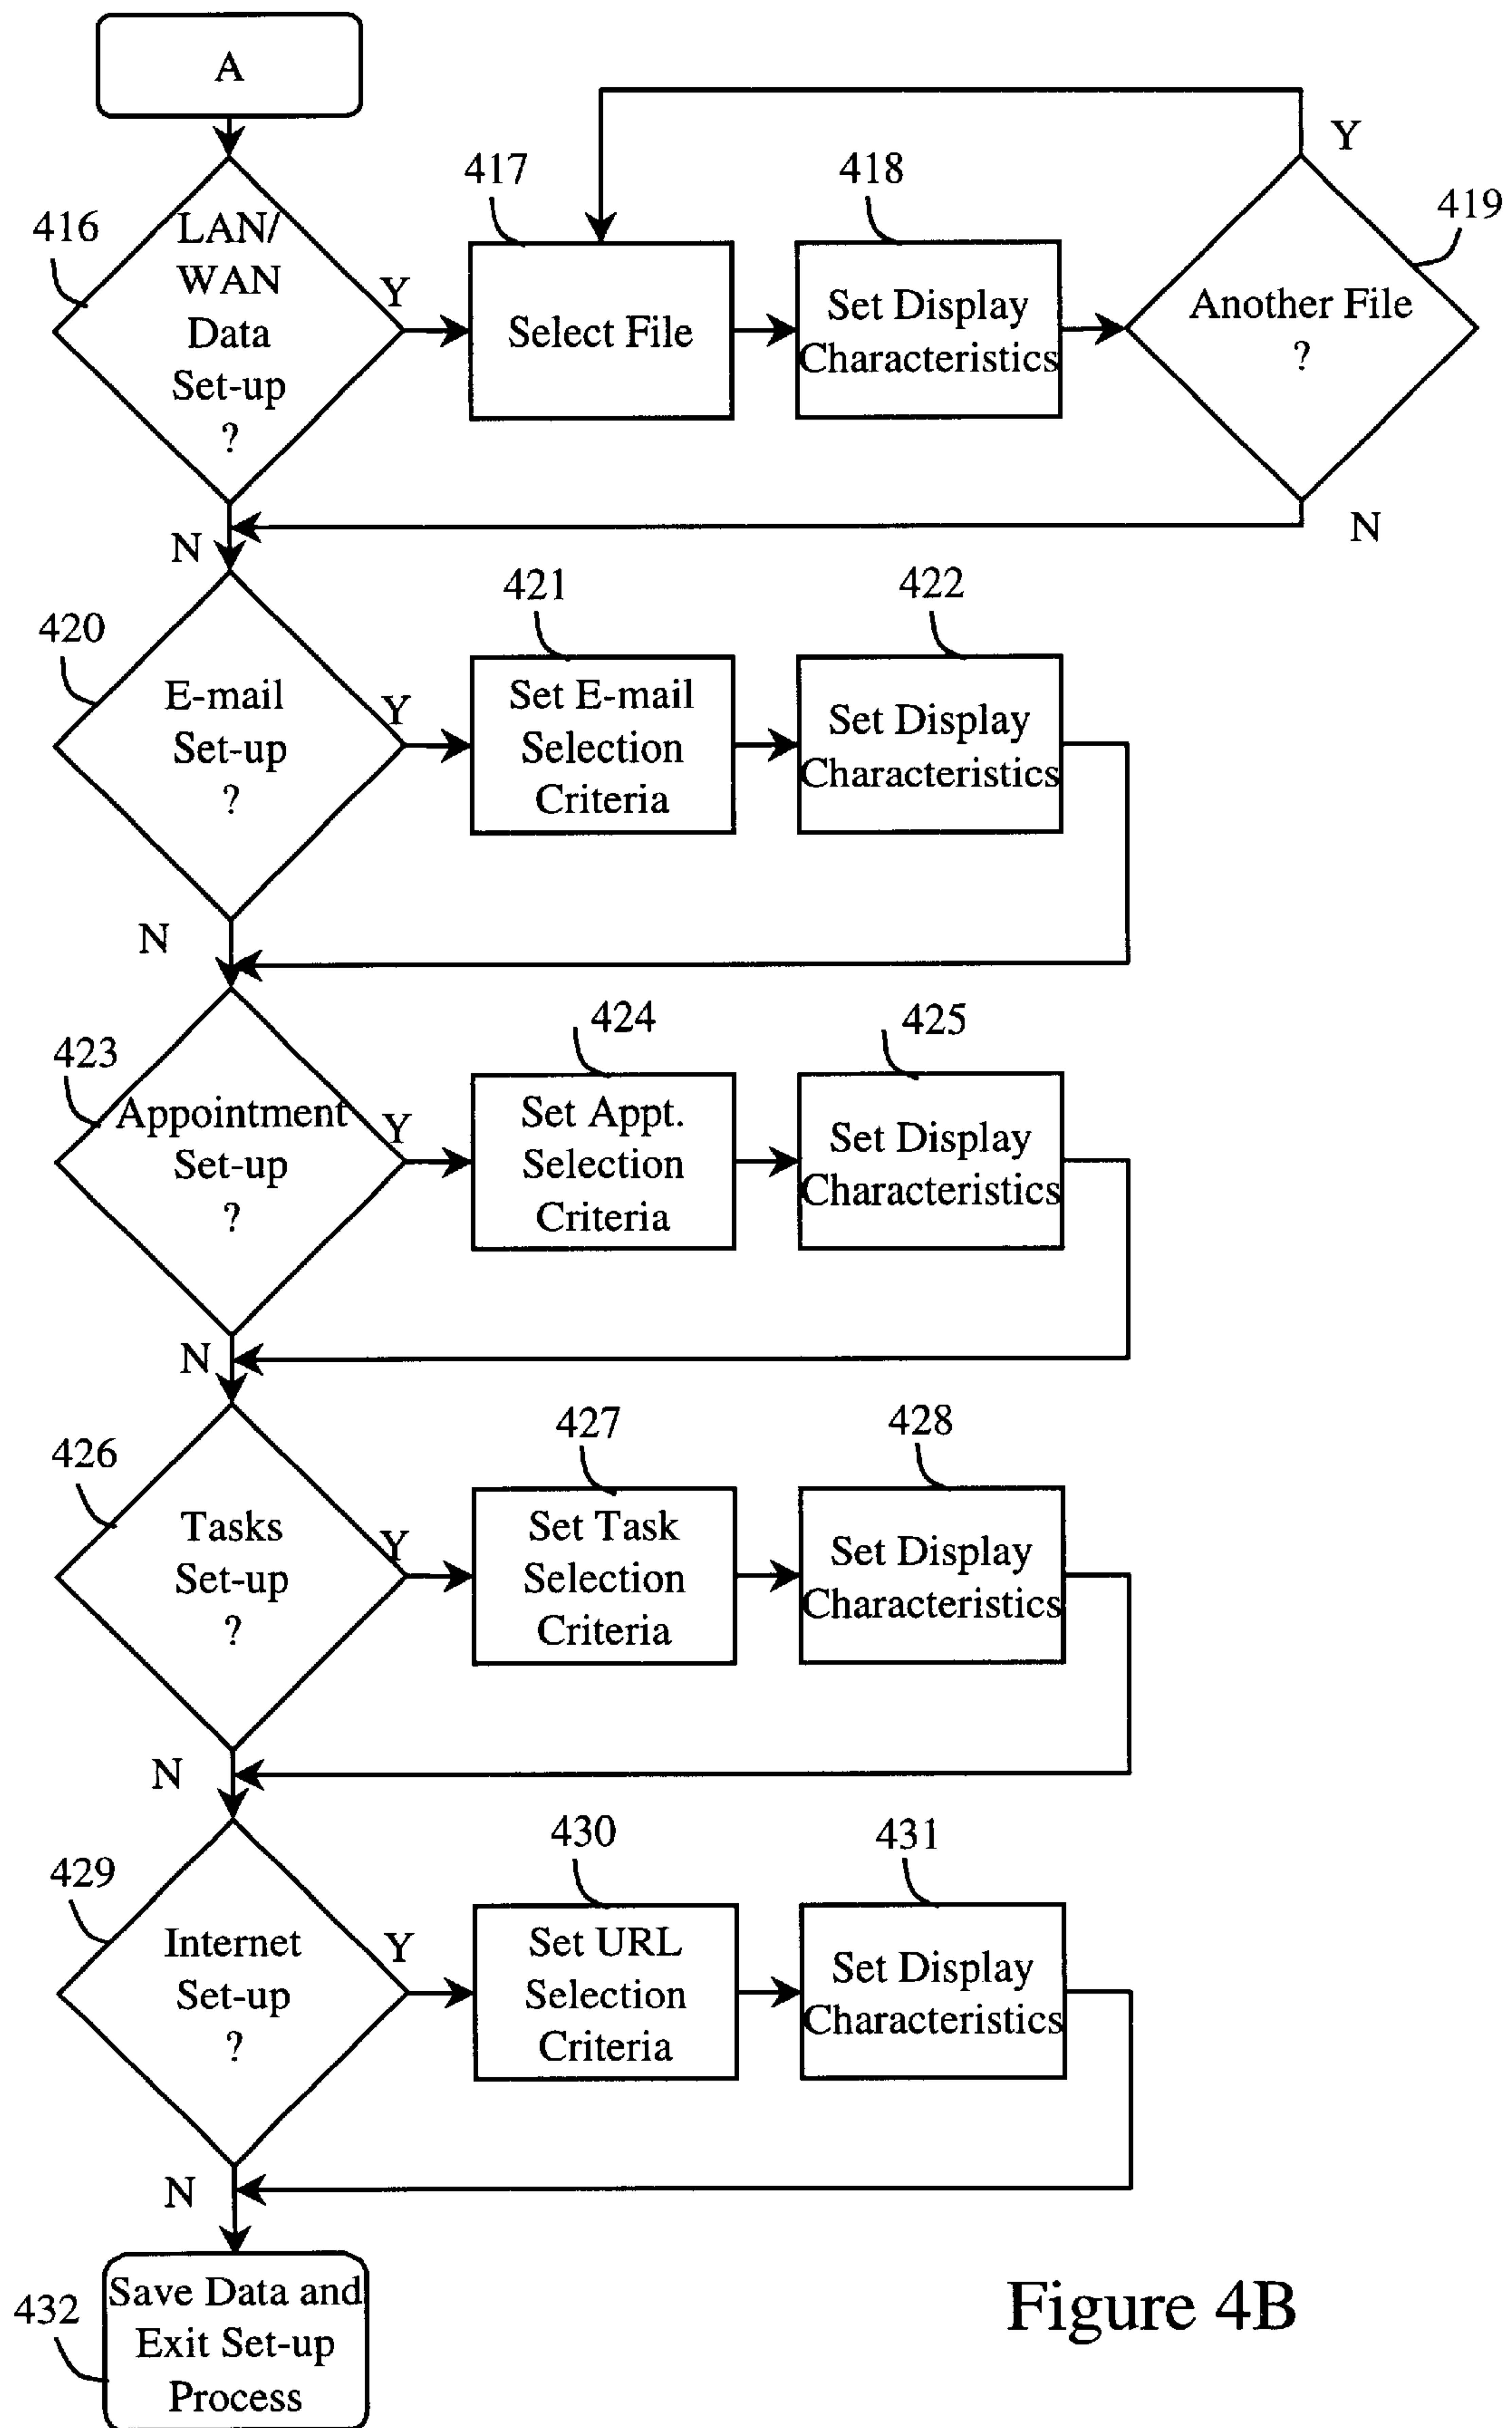 A
Y
417
418
419
416
LAN/
WAN
Data
Set-up
?
Y
Select File
Set Display
Characteristics
Another File
?
N
N
421
422
420
E-mail
Set-up
?
Y
Set E-mail
Selection
Criteria
Set Display
Characteristics
N
424
425
423
Appointment
Set-up
?
Y
Set Appt.
Selection
Criteria
Set Display
Characteristics
N
427
428
426
Tasks
Set-up
?
Y
Set Task
Selection
Criteria
Set Display
Characteristics
N
430
431
429
Internet
Set-up
?
Y
Set URL
Selection
Criteria
Set Display
Characteristics
N
432
Save Data and
Exit Set-up
Process
Figure 4B